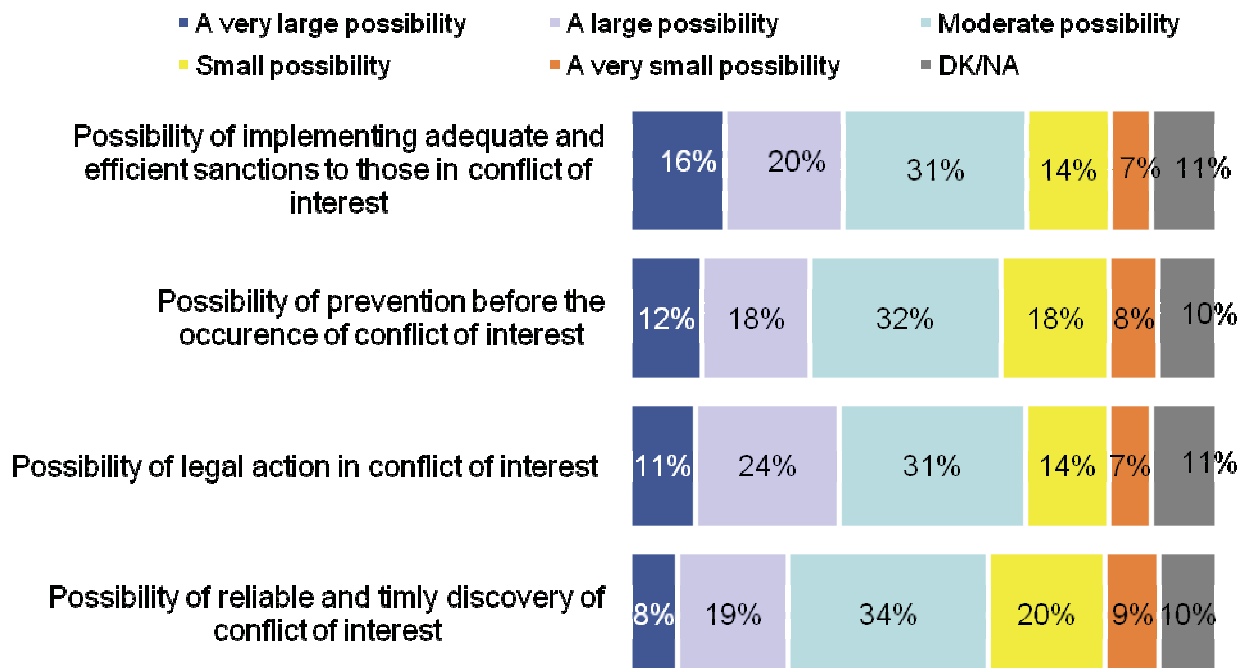 A very large possibility A large possibility Moderate possibility
Small possibility A very small possibility DK/NA
Possibility of implementing adequate and
efficient sanctions to those in conflict of
interest
16% 20% 31% 14% 7% 11%
Possibility of prevention before the
occurence of conflict of interest
12% 18% 32% 18% 8% 10%
Possibility of legal action in conflict of interest
11% 24% 31% 14% 7% 11%
Possibility of reliable and timly discovery of
conflict of interest
8% 19% 34% 20% 9% 10%